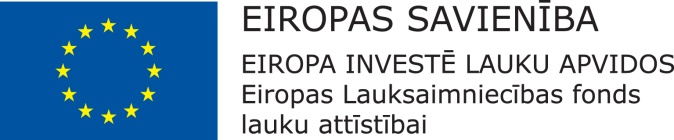 EIROPAS SAVIENĪBA
EIROPA INVESTĒ LAUKU APVIDOS
Eiropas Lauksaimniecības fonds
lauku attīstībai